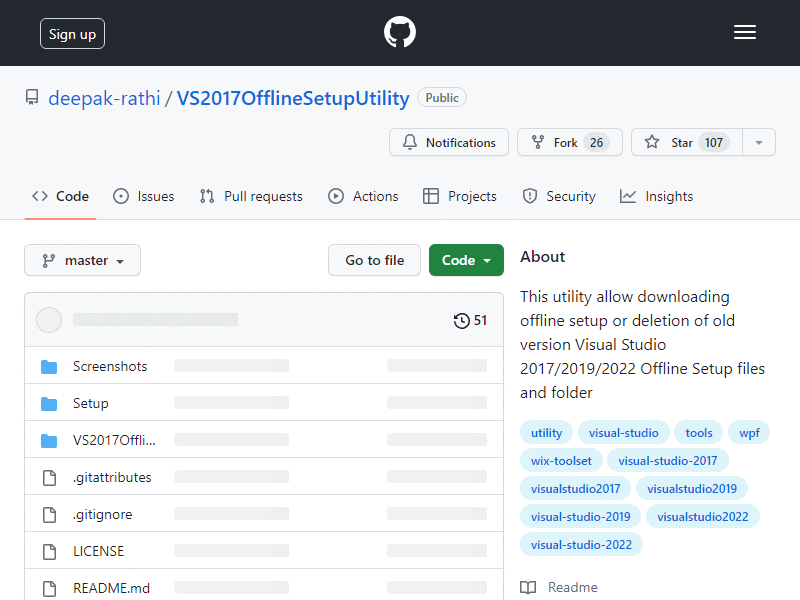 Sign up
deepak-rathi / VS2017OfflineSetupUtility Public
Notifications Fork 26 Star 107
Code Issues Pull requests Actions Projects Security Insights
master Go to file Code
51
Screenshots
Setup
VS2017Offli...
.gitattributes
.gitignore
LICENSE
README.md
About
This utility allow downloading
offline setup or deletion of old
version Visual Studio
2017/2019/2022 Offline Setup files
and folder
utility visual-studio tools wpf
wix-toolset visual-studio-2017
visualstudio2017 visualstudio2019
visual-studio-2019 visualstudio2022
visual-studio-2022
Readme